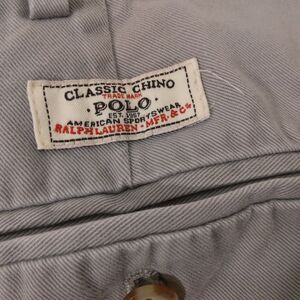 CLASSIC CHINO
TRADE MARK
· POLO ·
EST. 1967
AMERICAN SPORTSWEAR
RALPH LAUREN - MFR. & Co.